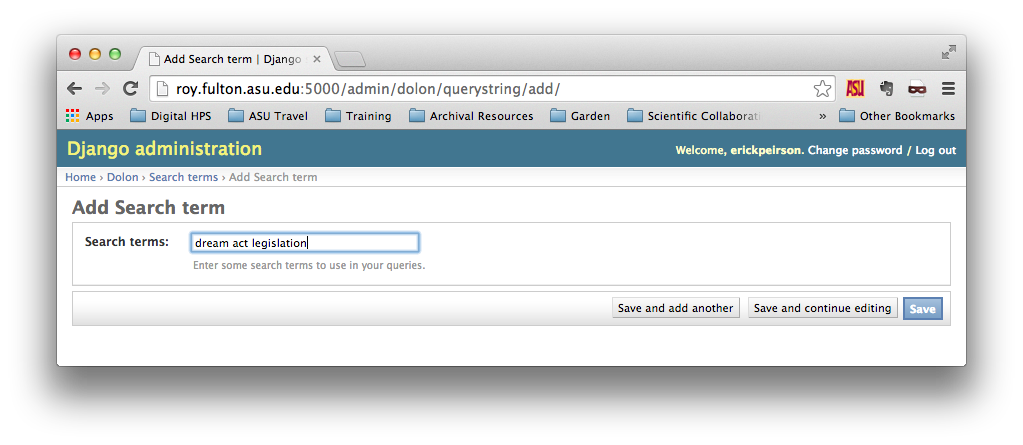 Add Search term | Django
roy.fulton.asu.edu:5000/admin/dolon/querystring/add/
ASU
Apps Digital HPS ASU Travel Training Archival Resources Garden Scientific Collaborati » Other Bookmarks
Django administration
Welcome, erickpeirson. Change password / Log out
Home › Dolon › Search terms › Add Search term
Add Search term
Search terms: dream act legislation
Enter some search terms to use in your queries.
Save and add another Save and continue editing Save